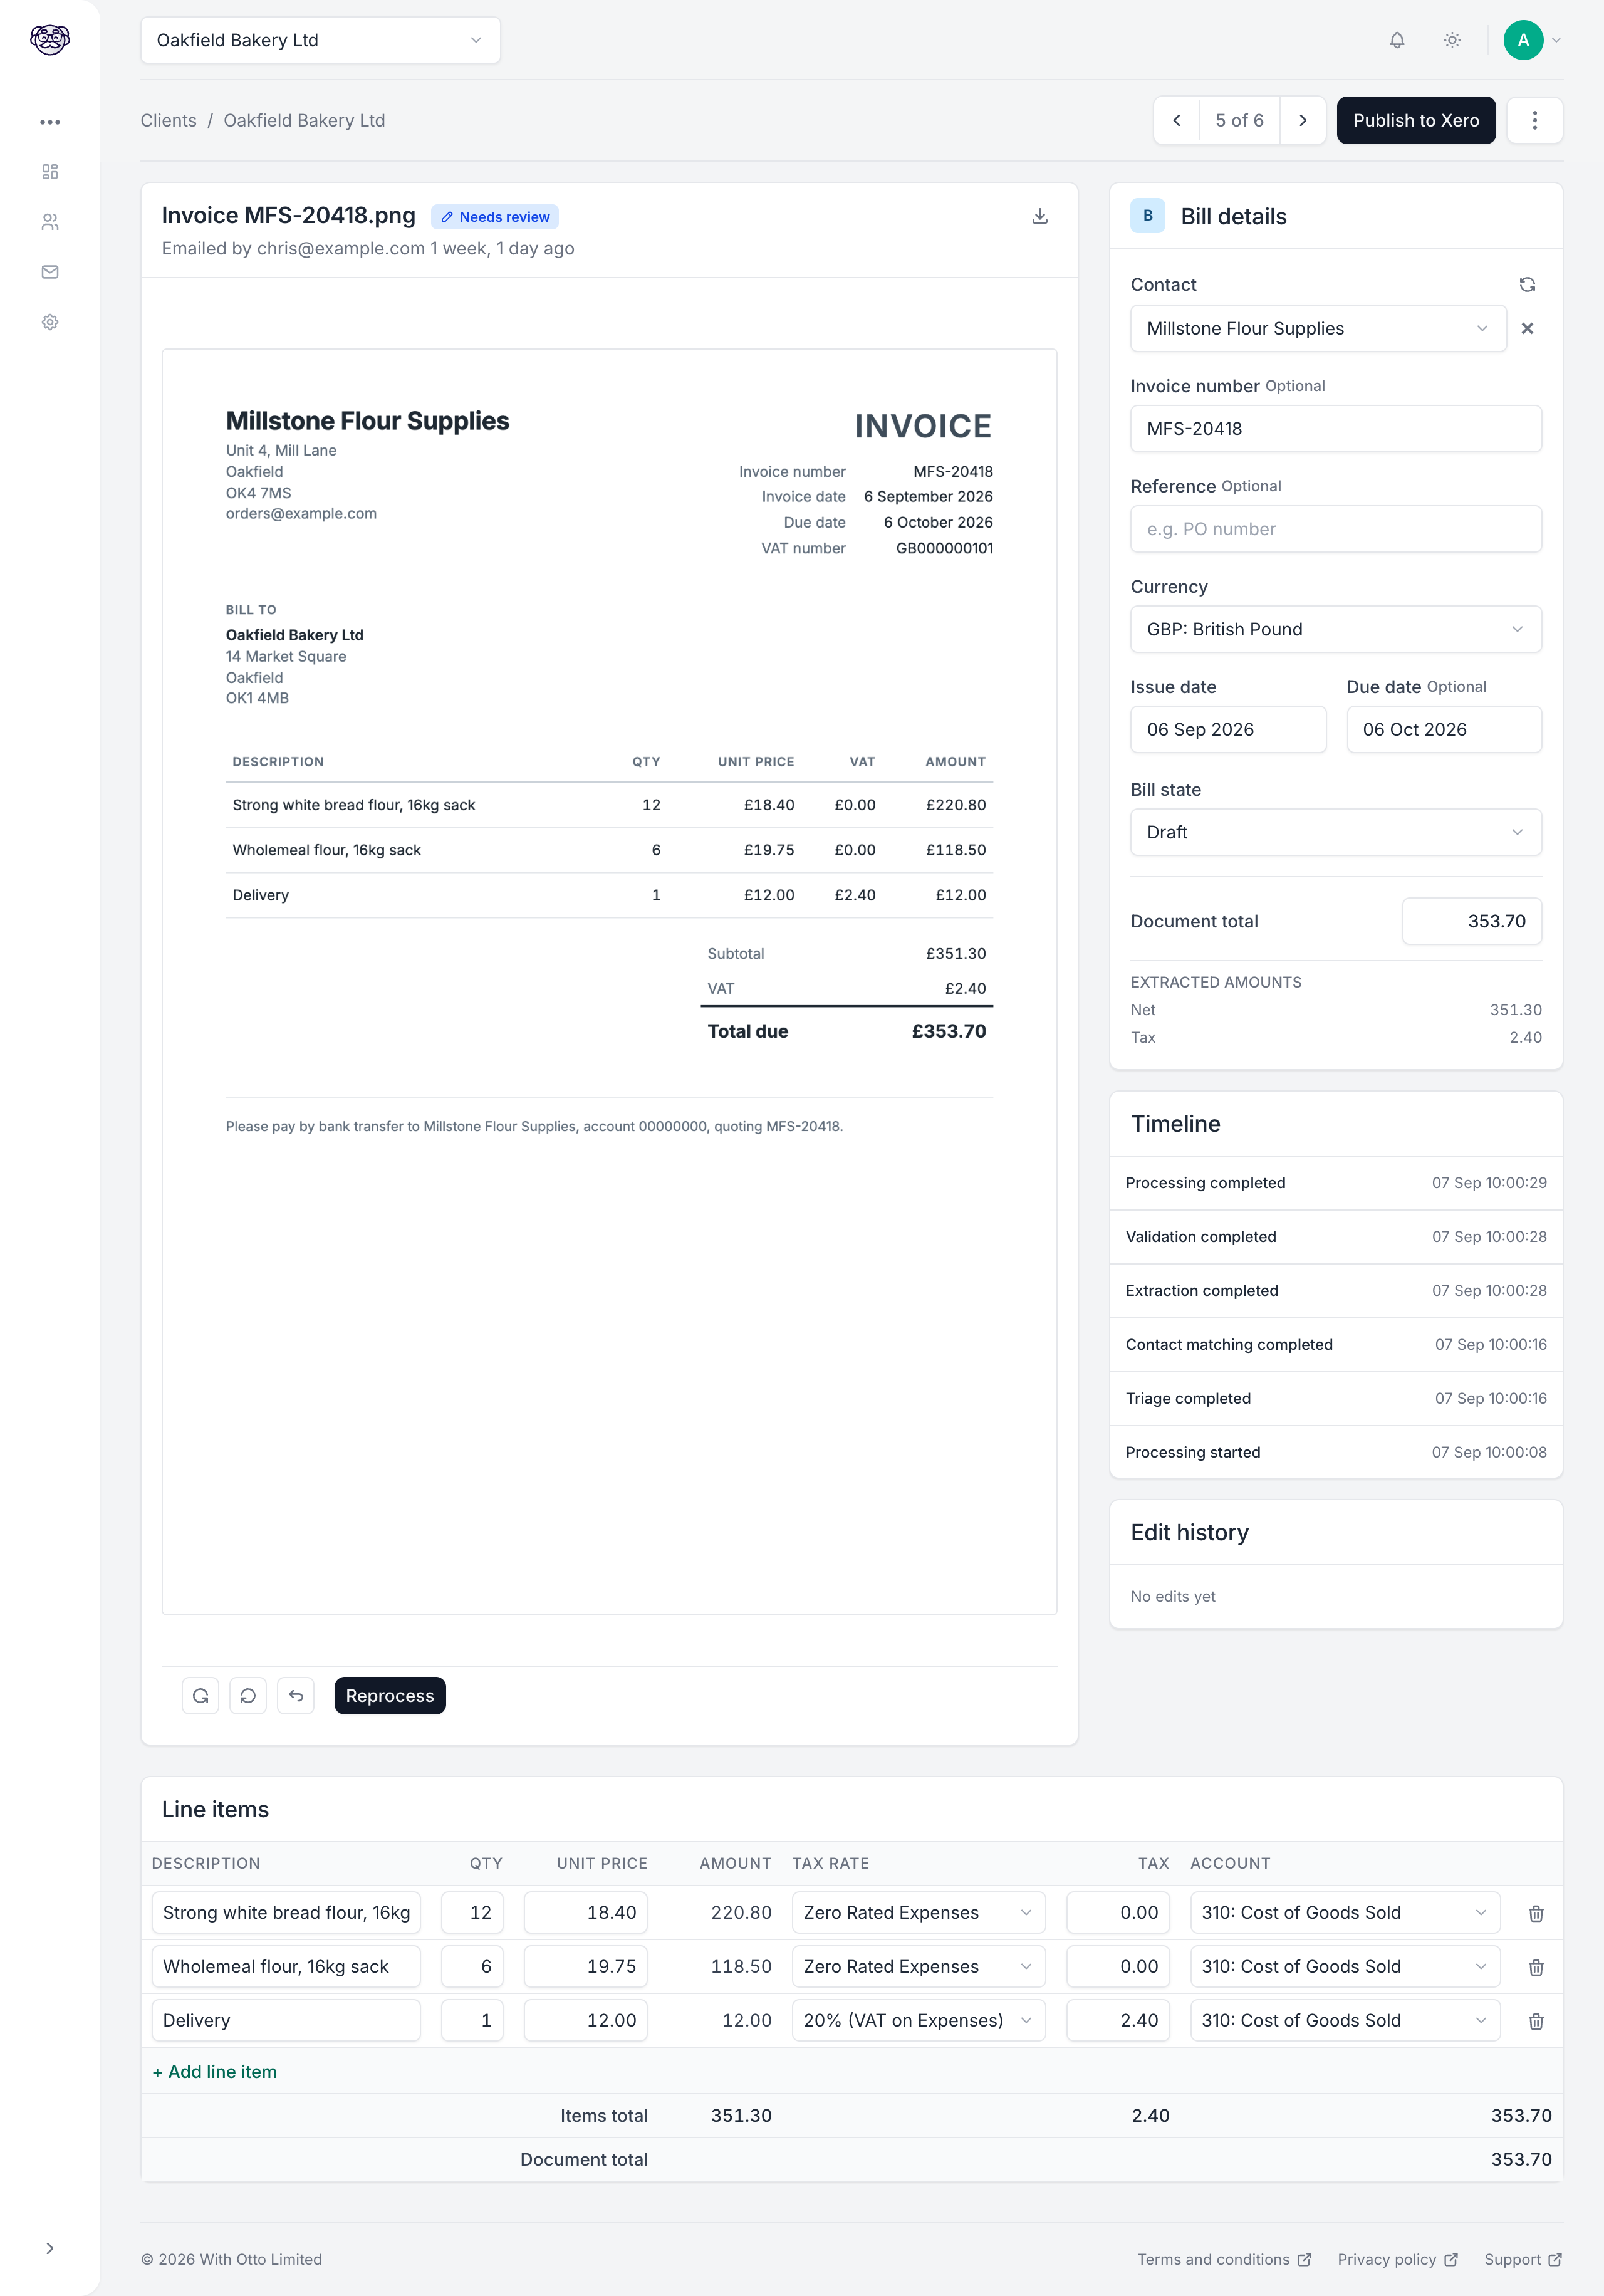 Oakfield Bakery Ltd
A
Clients / Oakfield Bakery Ltd
5 of 6
Publish to Xero
Invoice MFS-20418.png
Needs review
Emailed by chris@example.com 1 week, 1 day ago
Millstone Flour Supplies
Unit 4, Mill Lane
Oakfield
OK4 7MS
orders@example.com
INVOICE
Invoice number MFS-20418
Invoice date 6 September 2026
Due date 6 October 2026
VAT number GB000000101
BILL TO
Oakfield Bakery Ltd
14 Market Square
Oakfield
OK1 4MB
DESCRIPTION QTY UNIT PRICE VAT AMOUNT
Strong white bread flour, 16kg sack 12 £18.40 £0.00 £220.80
Wholemeal flour, 16kg sack 6 £19.75 £0.00 £118.50
Delivery 1 £12.00 £2.40 £12.00
Subtotal £351.30
VAT £2.40
Total due £353.70
Please pay by bank transfer to Millstone Flour Supplies, account 00000000, quoting MFS-20418.
Reprocess
B Bill details
Contact
Millstone Flour Supplies
Invoice number Optional
MFS-20418
Reference Optional
e.g. PO number
Currency
GBP: British Pound
Issue date
06 Sep 2026
Due date Optional
06 Oct 2026
Bill state
Draft
Document total 353.70
EXTRACTED AMOUNTS
Net 351.30
Tax 2.40
Timeline
Processing completed 07 Sep 10:00:29
Validation completed 07 Sep 10:00:28
Extraction completed 07 Sep 10:00:28
Contact matching completed 07 Sep 10:00:16
Triage completed 07 Sep 10:00:16
Processing started 07 Sep 10:00:08
Edit history
No edits yet
Line items
DESCRIPTION QTY UNIT PRICE AMOUNT TAX RATE TAX ACCOUNT
Strong white bread flour, 16kg 12 18.40 220.80 Zero Rated Expenses 0.00 310: Cost of Goods Sold
Wholemeal flour, 16kg sack 6 19.75 118.50 Zero Rated Expenses 0.00 310: Cost of Goods Sold
Delivery 1 12.00 12.00 20% (VAT on Expenses) 2.40 310: Cost of Goods Sold
+ Add line item
Items total 351.30 2.40 353.70
Document total 353.70
© 2026 With Otto Limited
Terms and conditions
Privacy policy
Support